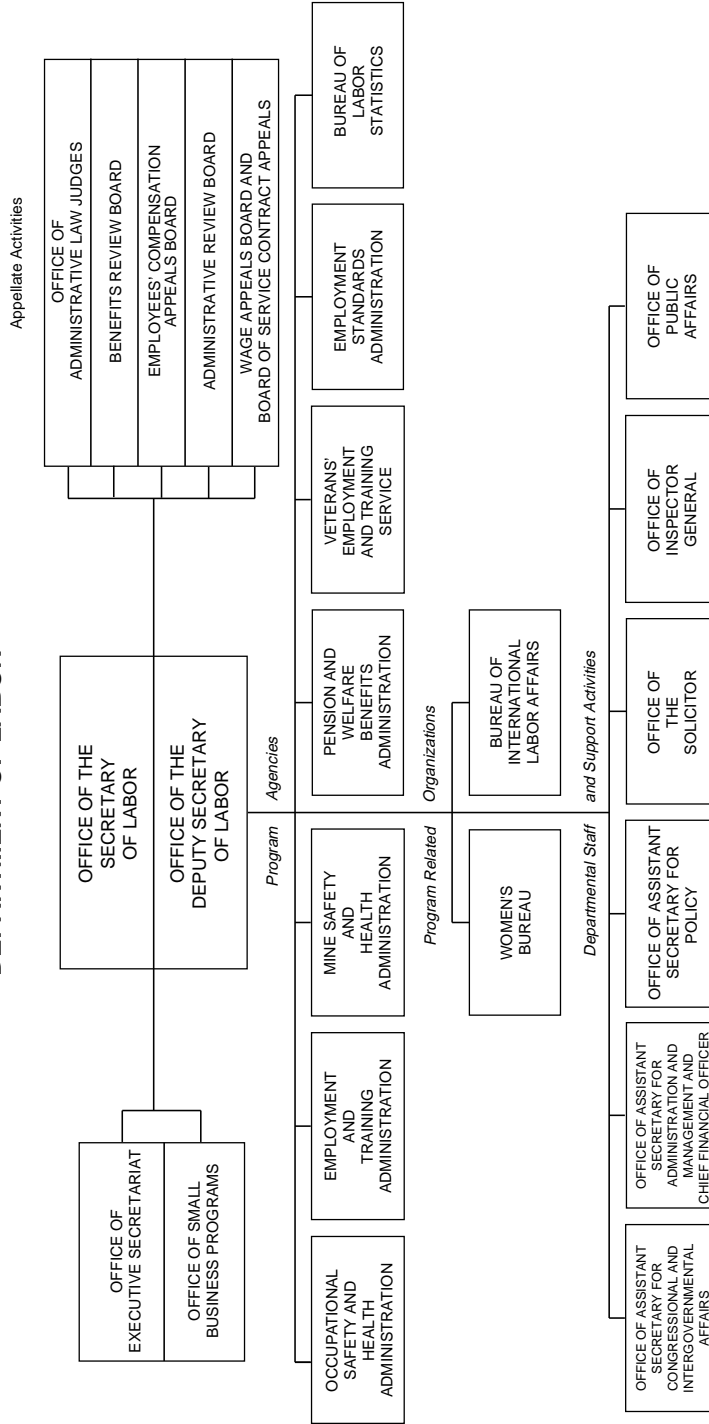 DEPARTMENT OF LABOR
Appellate Activities
OFFICE OF
EXECUTIVE SECRETARIAT
OFFICE OF SMALL
BUSINESS PROGRAMS
OFFICE OF THE
SECRETARY
OF LABOR
OFFICE OF THE
DEPUTY SECRETARY
OF LABOR
OFFICE OF
ADMINISTRATIVE LAW JUDGES
BENEFITS REVIEW BOARD
EMPLOYEES' COMPENSATION
APPEALS BOARD
ADMINISTRATIVE REVIEW BOARD
WAGE APPEALS BOARD AND
BOARD OF SERVICE CONTRACT APPEALS
Program Agencies
OCCUPATIONAL
SAFETY AND
HEALTH
ADMINISTRATION
EMPLOYMENT
AND
TRAINING
ADMINISTRATION
MINE SAFETY
AND
HEALTH
ADMINISTRATION
PENSION AND
WELFARE
BENEFITS
ADMINISTRATION
VETERANS'
EMPLOYMENT
AND TRAINING
SERVICE
EMPLOYMENT
STANDARDS
ADMINISTRATION
BUREAU OF
LABOR
STATISTICS
Program Related Organizations
WOMEN'S
BUREAU
BUREAU OF
INTERNATIONAL
LABOR AFFAIRS
Departmental Staff and Support Activities
OFFICE OF ASSISTANT
SECRETARY FOR
CONGRESSIONAL AND
INTERGOVERNMENTAL
AFFAIRS
OFFICE OF ASSISTANT
SECRETARY FOR
ADMINISTRATION AND
MANAGEMENT AND
CHIEF FINANCIAL OFFICER
OFFICE OF ASSISTANT
SECRETARY FOR
POLICY
OFFICE OF
THE
SOLICITOR
OFFICE OF
INSPECTOR
GENERAL
OFFICE OF
PUBLIC
AFFAIRS